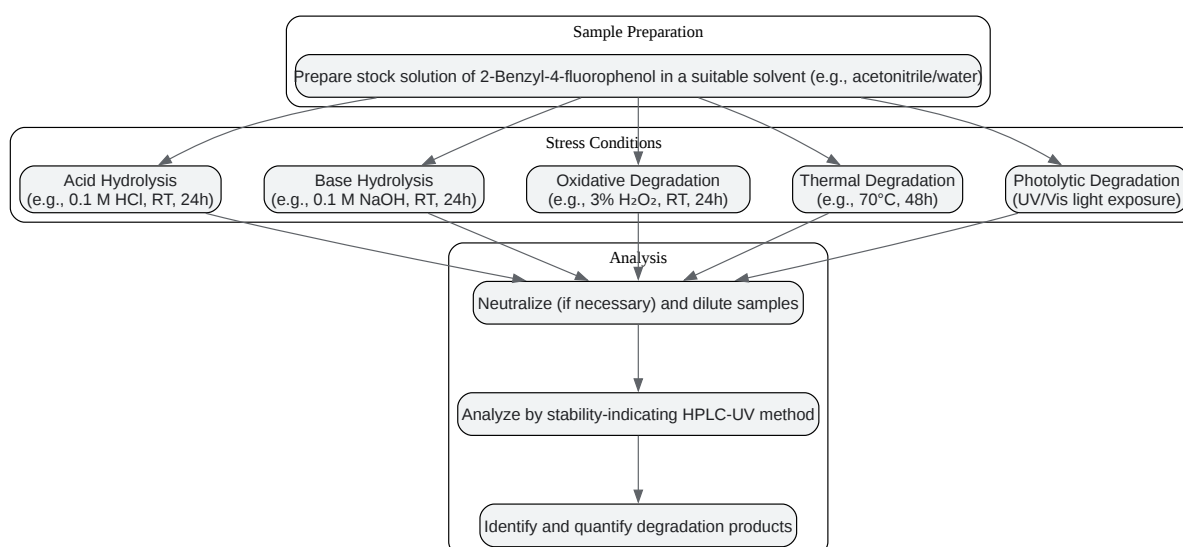 Sample Preparation
Prepare stock solution of 2-Benzyl-4-fluorophenol in a suitable solvent (e.g., acetonitrile/water)
Stress Conditions
Acid Hydrolysis
(e.g., 0.1 M HCl, RT, 24h)
Base Hydrolysis
(e.g., 0.1 M NaOH, RT, 24h)
Oxidative Degradation
(e.g., 3% H₂O₂, RT, 24h)
Thermal Degradation
(e.g., 70°C, 48h)
Photolytic Degradation
(UV/Vis light exposure)
Analysis
Neutralize (if necessary) and dilute samples
Analyze by stability-indicating HPLC-UV method
Identify and quantify degradation products